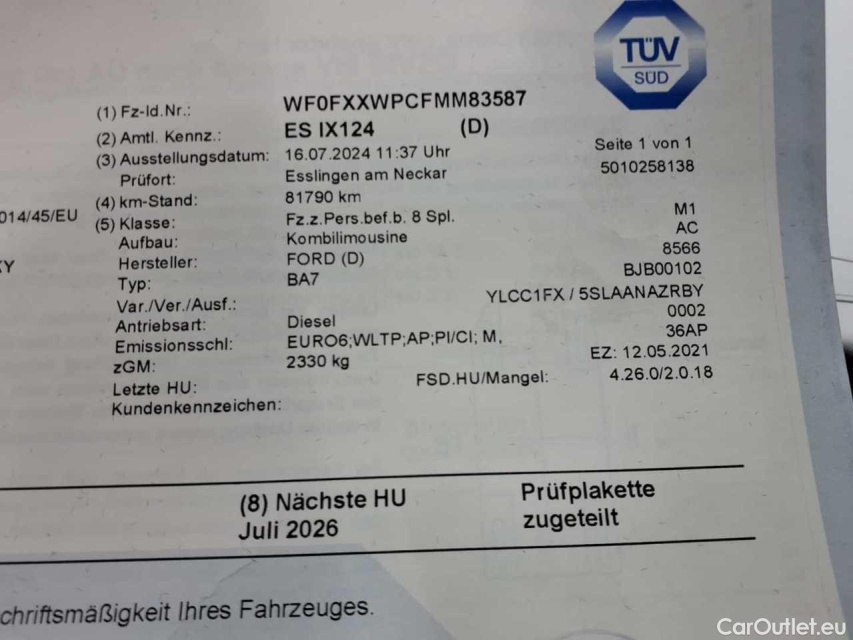 TÜV
SÜD
(1) Fz-Id.Nr.: WF0FXXWPCFMM83587
(2) Amtl. Kennz.: ES IX124 (D)
(3) Ausstellungsdatum: 16.07.2024 11:37 Uhr Seite 1 von 1
Prüfort: Esslingen am Neckar 5010258138
(4) km-Stand: 81790 km
014/45/EU (5) Klasse: Fz.z.Pers.bef.b. 8 Spl. M1
Aufbau: Kombilimousine AC
Hersteller: FORD (D) 8566
Typ: BA7 BJB00102
Var./Ver./Ausf.: YLCC1FX / 5SLAANAZRBY
Antriebsart: Diesel 0002
Emissionsschl: EURO6;WLTP;AP;PI/CI; M, 36AP
zGM: 2330 kg EZ: 12.05.2021
Letzte HU: FSD.HU/Mangel: 4.26.0/2.0.18
Kundenkennzeichen:
(8) Nächste HU Prüfplakette
Juli 2026 zugeteilt
chriftsmäßigkeit Ihres Fahrzeuges.
CarOutlet.eu